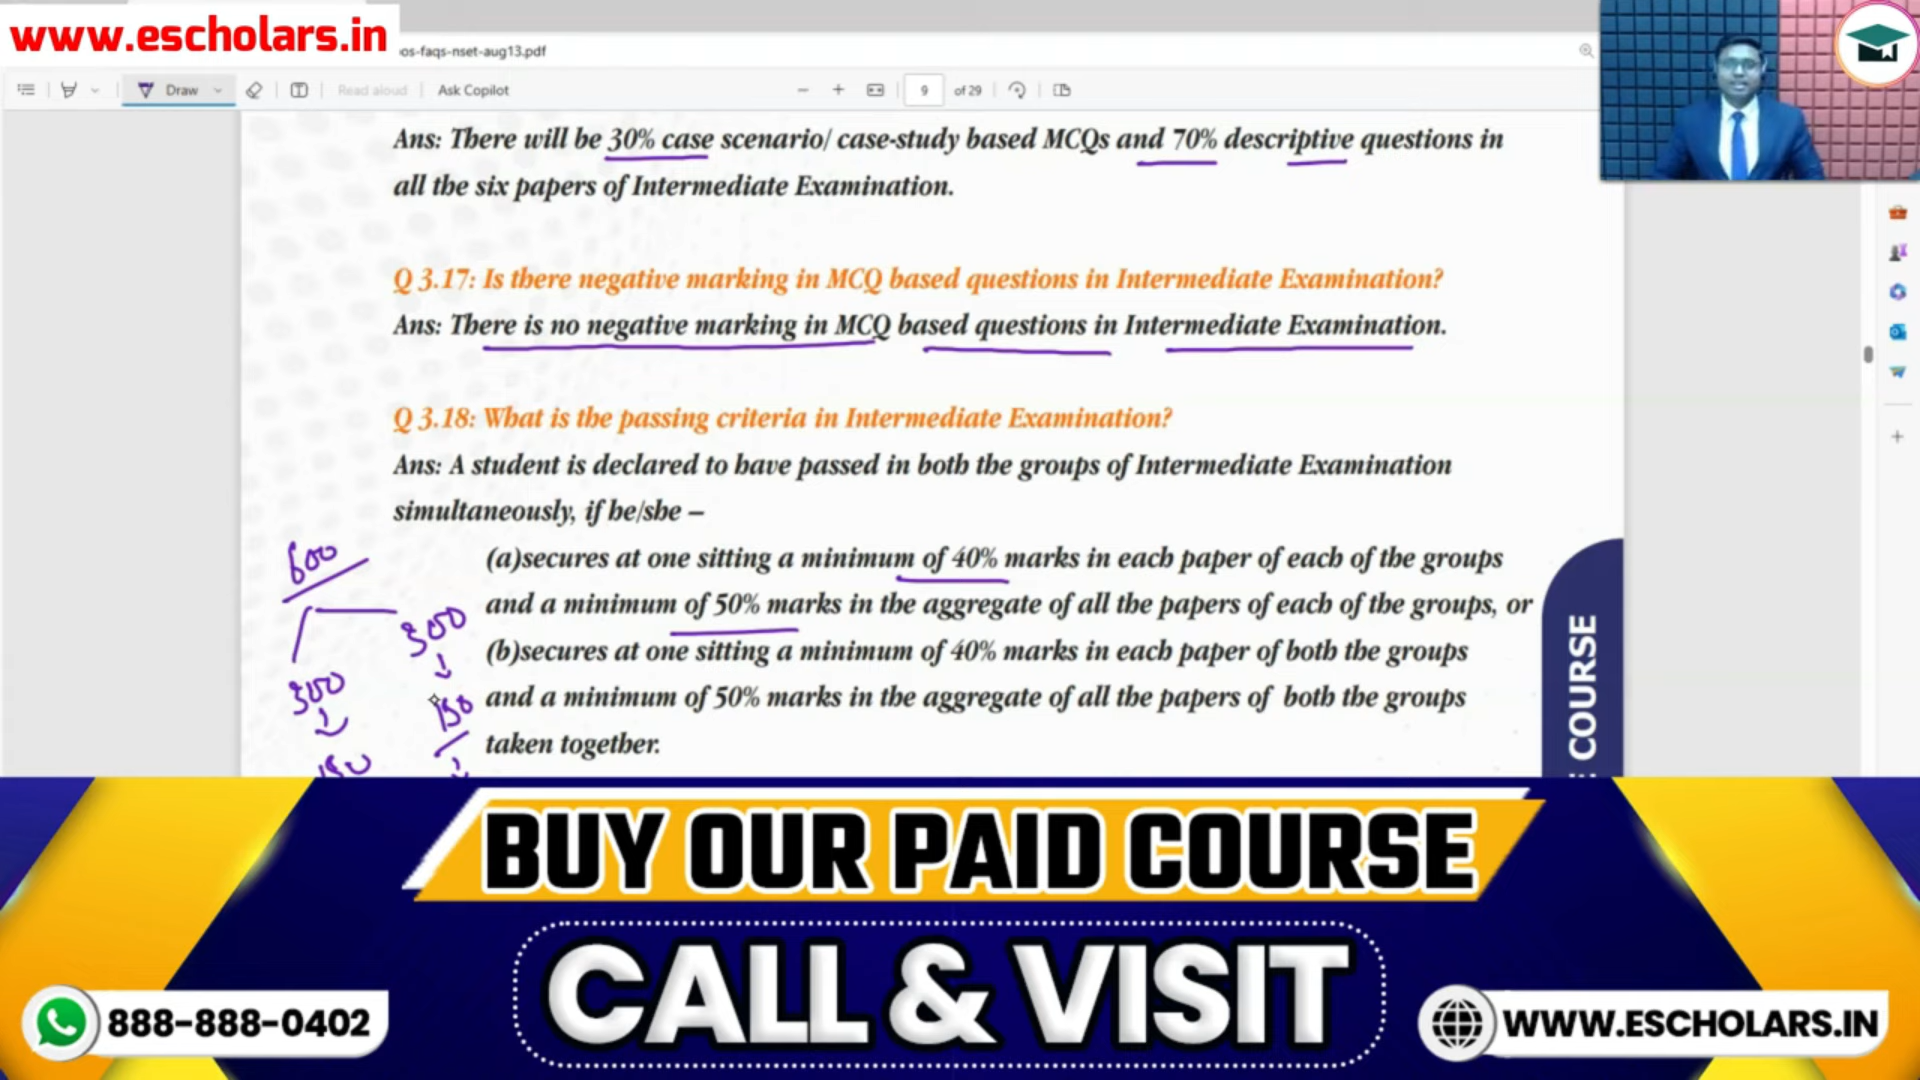 www.escholars.in
os-faqs-nset-aug13.pdf
Draw
Read aloud
Ask Copilot
9
of 29
Ans: There will be 30% case scenario/ case-study based MCQs and 70% descriptive questions in
all the six papers of Intermediate Examination.
Q 3.17: Is there negative marking in MCQ based questions in Intermediate Examination?
Ans: There is no negative marking in MCQ based questions in Intermediate Examination.
Q 3.18: What is the passing criteria in Intermediate Examination?
Ans: A student is declared to have passed in both the groups of Intermediate Examination
simultaneously, if he/she –
(a)secures at one sitting a minimum of 40% marks in each paper of each of the groups
and a minimum of 50% marks in the aggregate of all the papers of each of the groups, or
(b)secures at one sitting a minimum of 40% marks in each paper of both the groups
and a minimum of 50% marks in the aggregate of all the papers of both the groups
taken together.
600
300
300
150
150
COURSE
BUY OUR PAID COURSE
CALL & VISIT
888-888-0402
WWW.ESCHOLARS.IN